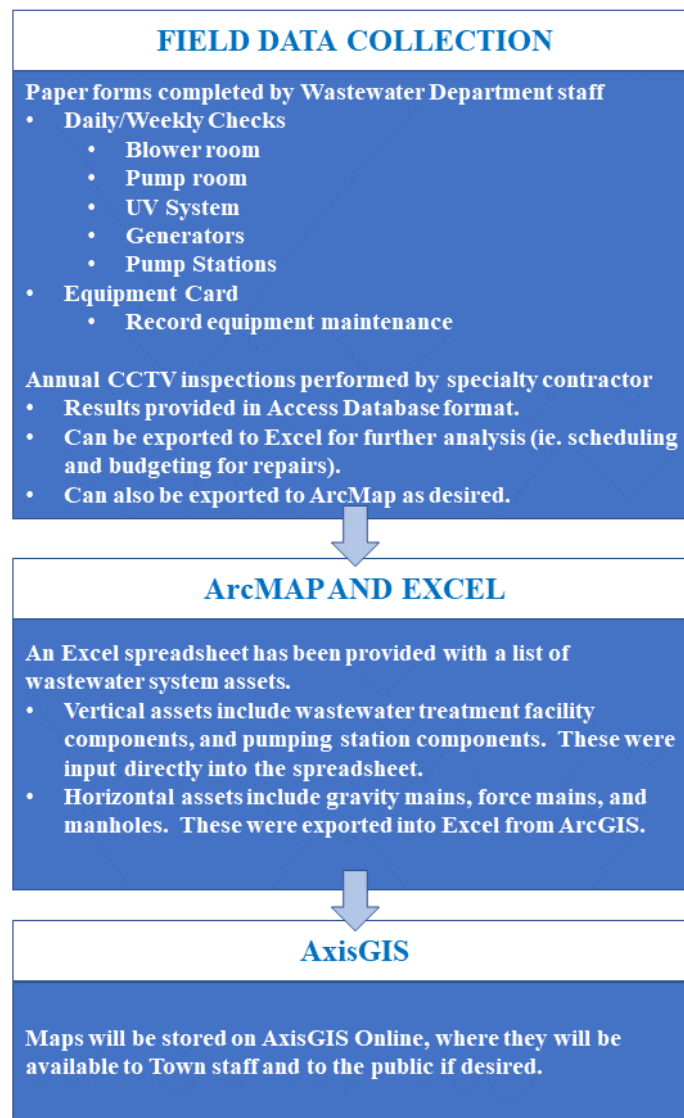 FIELD DATA COLLECTION
Paper forms completed by Wastewater Department staff
• Daily/Weekly Checks
• Blower room
• Pump room
• UV System
• Generators
• Pump Stations
• Equipment Card
• Record equipment maintenance
Annual CCTV inspections performed by specialty contractor
• Results provided in Access Database format.
• Can be exported to Excel for further analysis (ie. scheduling
and budgeting for repairs).
• Can also be exported to ArcMap as desired.
ArcMAP AND EXCEL
An Excel spreadsheet has been provided with a list of
wastewater system assets.
• Vertical assets include wastewater treatment facility
components, and pumping station components. These were
input directly into the spreadsheet.
• Horizontal assets include gravity mains, force mains, and
manholes. These were exported into Excel from ArcGIS.
AxisGIS
Maps will be stored on AxisGIS Online, where they will be
available to Town staff and to the public if desired.